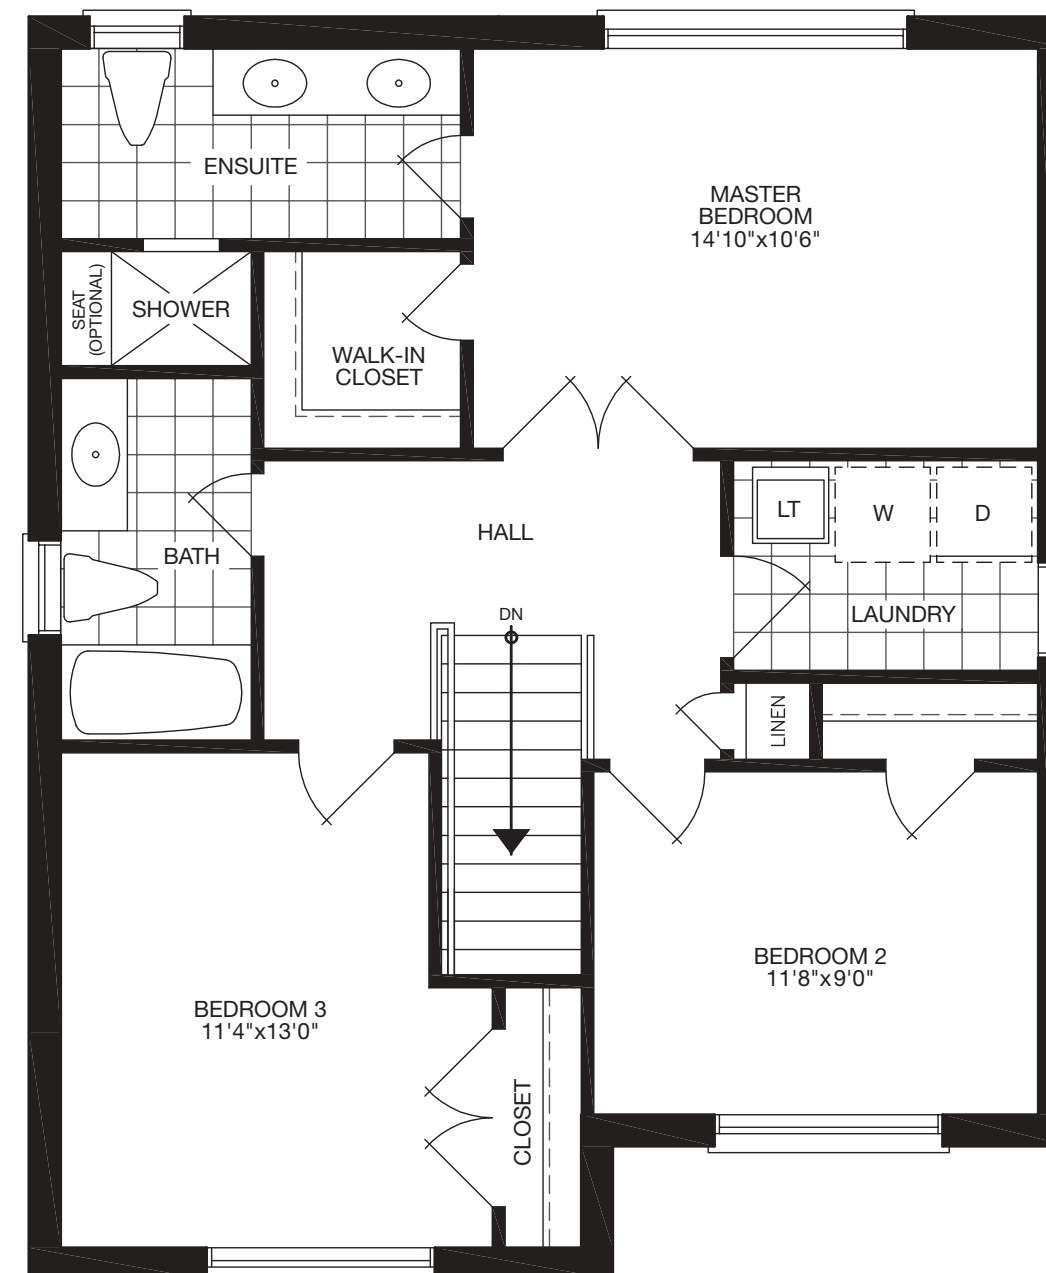 ENSUITE
MASTER
BEDROOM
14'10"x10'6"
SEAT
(OPTIONAL)
SHOWER
WALK-IN
CLOSET
LT
W
D
HALL
BATH
DN
LAUNDRY
LINEN
BEDROOM 2
11'8"x9'0"
BEDROOM 3
11'4"x13'0"
CLOSET